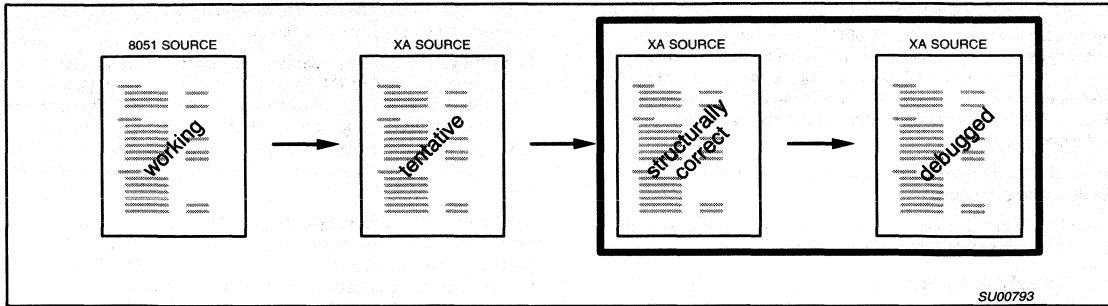 8051 SOURCE
XA SOURCE
XA SOURCE
XA SOURCE
working
tentative
structurally
correct
debugged
SU00793